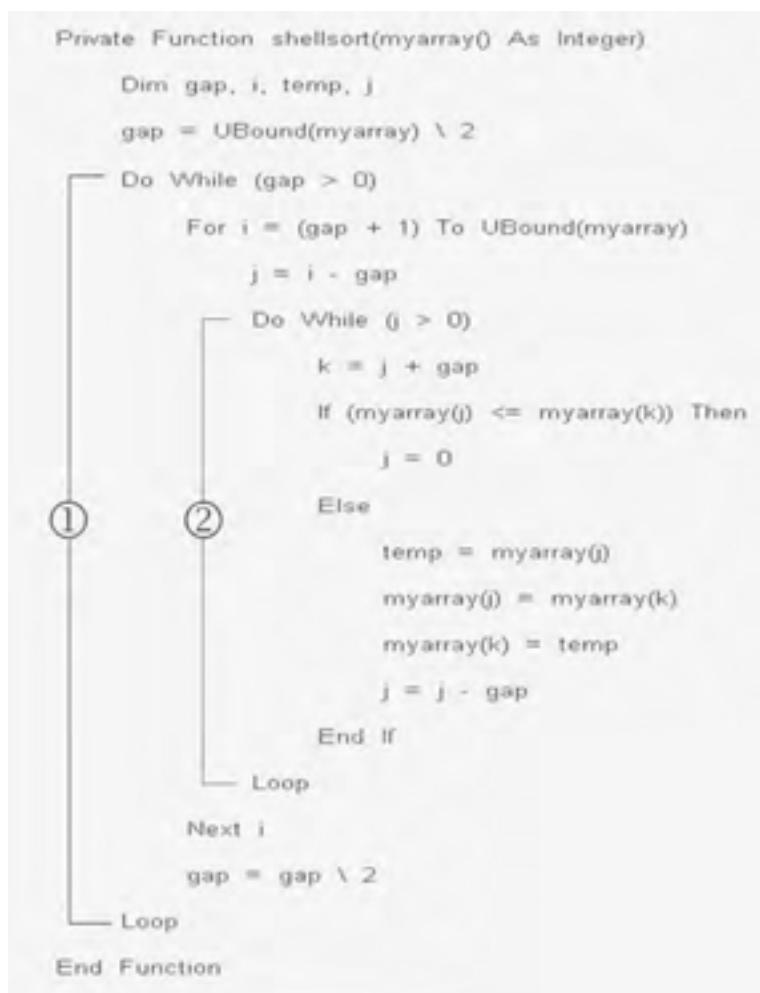 Private Function shellsort(myarray() As Integer)
Dim gap, i, temp, j
gap = UBound(myarray) \ 2
Do While (gap > 0)
For i = (gap + 1) To UBound(myarray)
j = i - gap
Do While (j > 0)
k = j + gap
If (myarray(j) <= myarray(k)) Then
j = 0
① ② Else
temp = myarray(j)
myarray(j) = myarray(k)
myarray(k) = temp
j = j - gap
End If
Loop
Next i
gap = gap \ 2
Loop
End Function